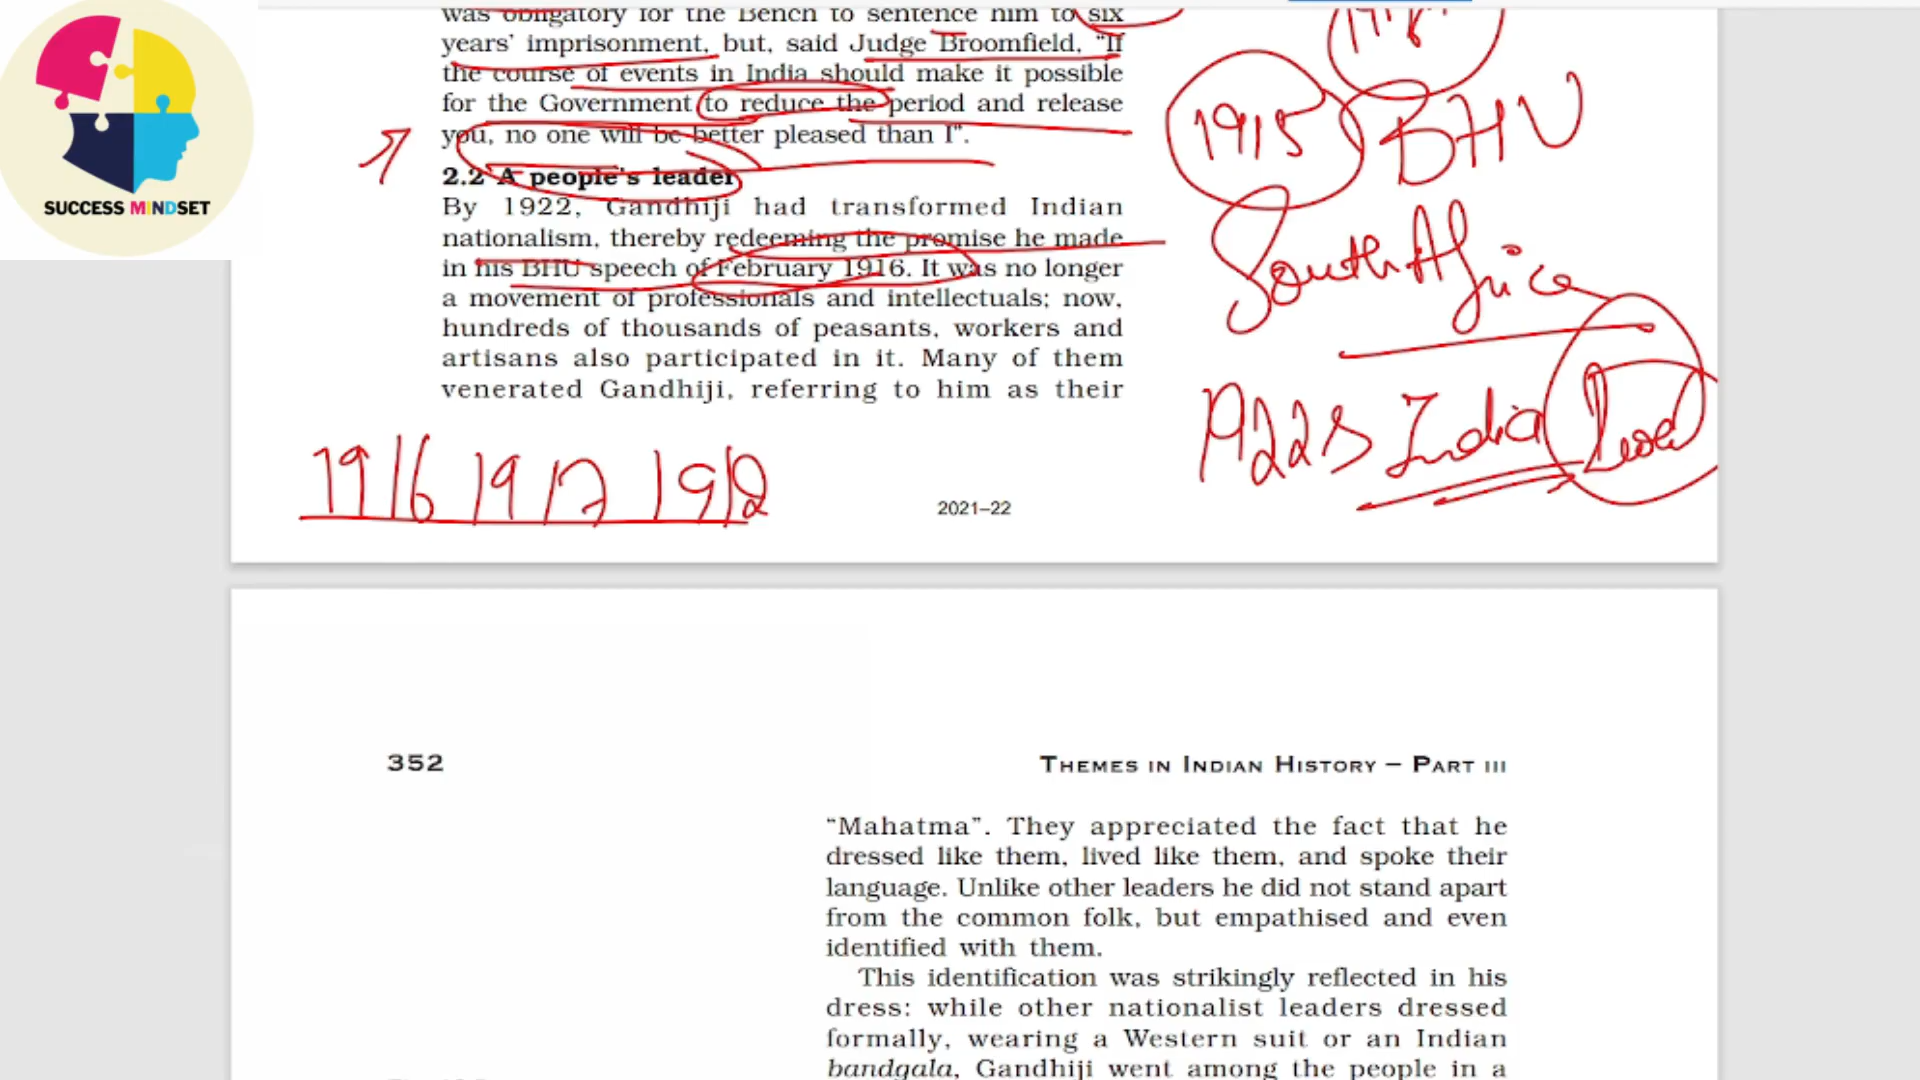 was obligatory for the Bench to sentence him to six
years' imprisonment, but, said Judge Broomfield, "If
the course of events in India should make it possible
for the Government to reduce the period and release
you, no one will be better pleased than I".
2.2 A people's leader
By 1922, Gandhiji had transformed Indian
nationalism, thereby redeeming the promise he made
in his BHU speech of February 1916. It was no longer
a movement of professionals and intellectuals; now,
hundreds of thousands of peasants, workers and
artisans also participated in it. Many of them
venerated Gandhiji, referring to him as their
SUCCESS MINDSET
1915 BHU
South Africa
India
1916 1917 1918
2021–22
352
THEMES IN INDIAN HISTORY – PART III
"Mahatma". They appreciated the fact that he
dressed like them, lived like them, and spoke their
language. Unlike other leaders he did not stand apart
from the common folk, but empathised and even
identified with them.
This identification was strikingly reflected in his
dress: while other nationalist leaders dressed
formally, wearing a Western suit or an Indian
bandgala, Gandhiji went among the people in a